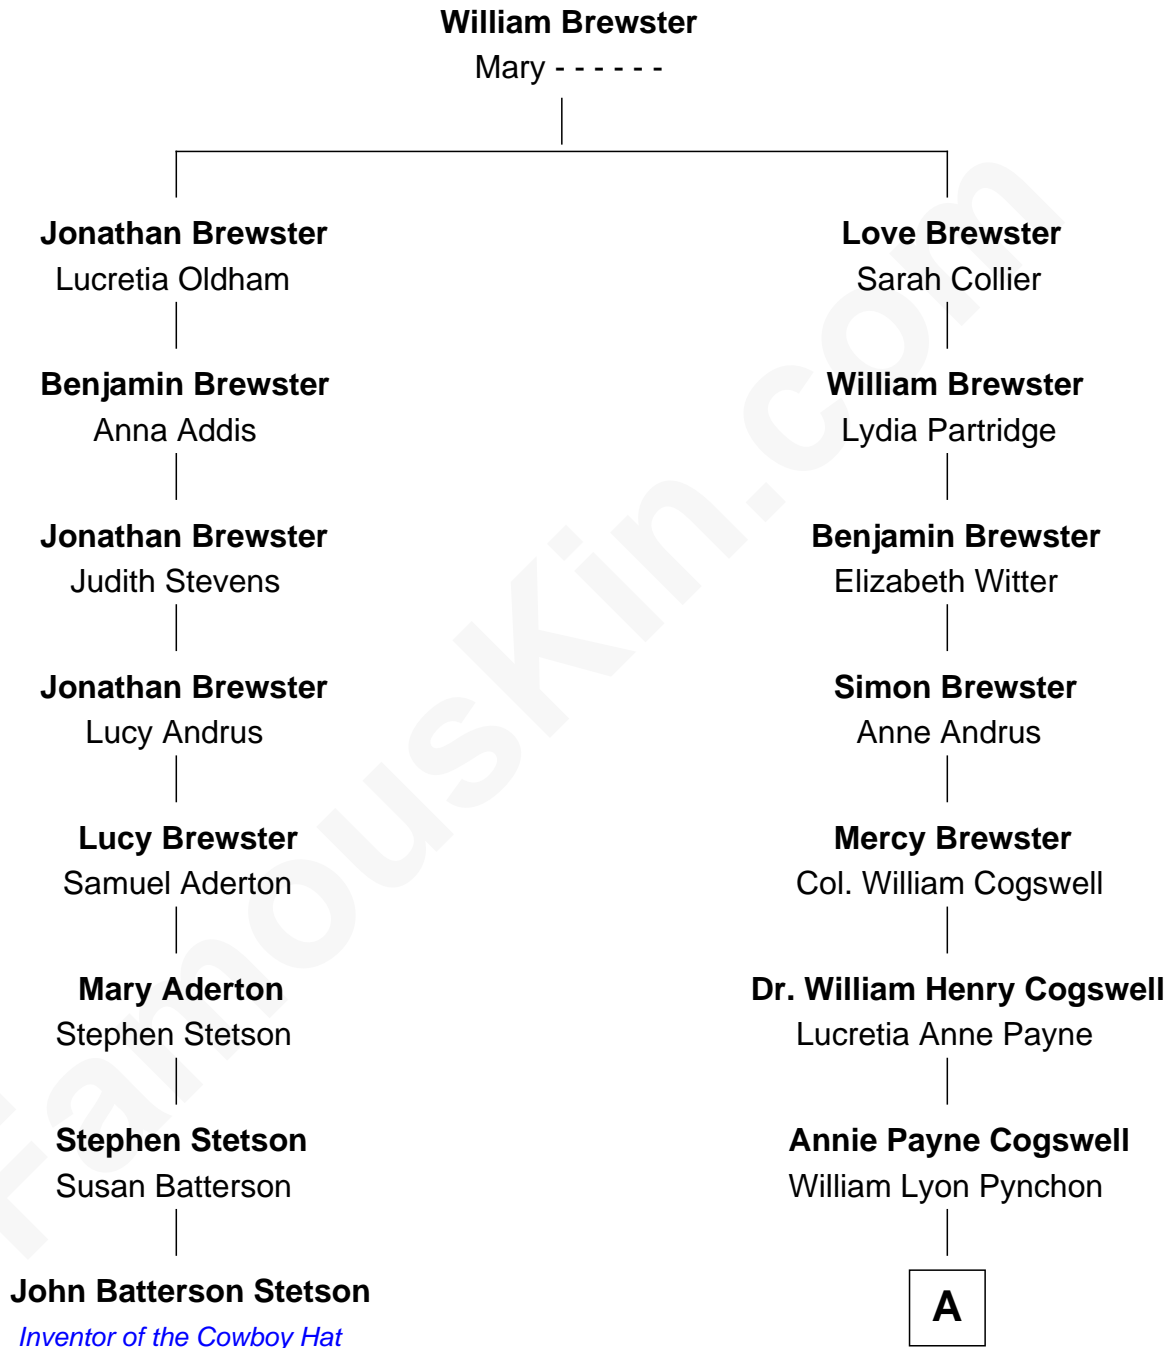 William Brewster
Mary - - - - - -
Jonathan Brewster
Lucretia Oldham
Love Brewster
Sarah Collier
Benjamin Brewster
Anna Addis
William Brewster
Lydia Partridge
Jonathan Brewster
Judith Stevens
Benjamin Brewster
Elizabeth Witter
Jonathan Brewster
Lucy Andrus
Simon Brewster
Anne Andrus
Lucy Brewster
Samuel Aderton
Mercy Brewster
Col. William Cogswell
Mary Aderton
Stephen Stetson
Dr. William Henry Cogswell
Lucretia Anne Payne
Stephen Stetson
Susan Batterson
Annie Payne Cogswell
William Lyon Pynchon
John Batterson Stetson
Inventor of the Cowboy Hat
A
FamousKin.com